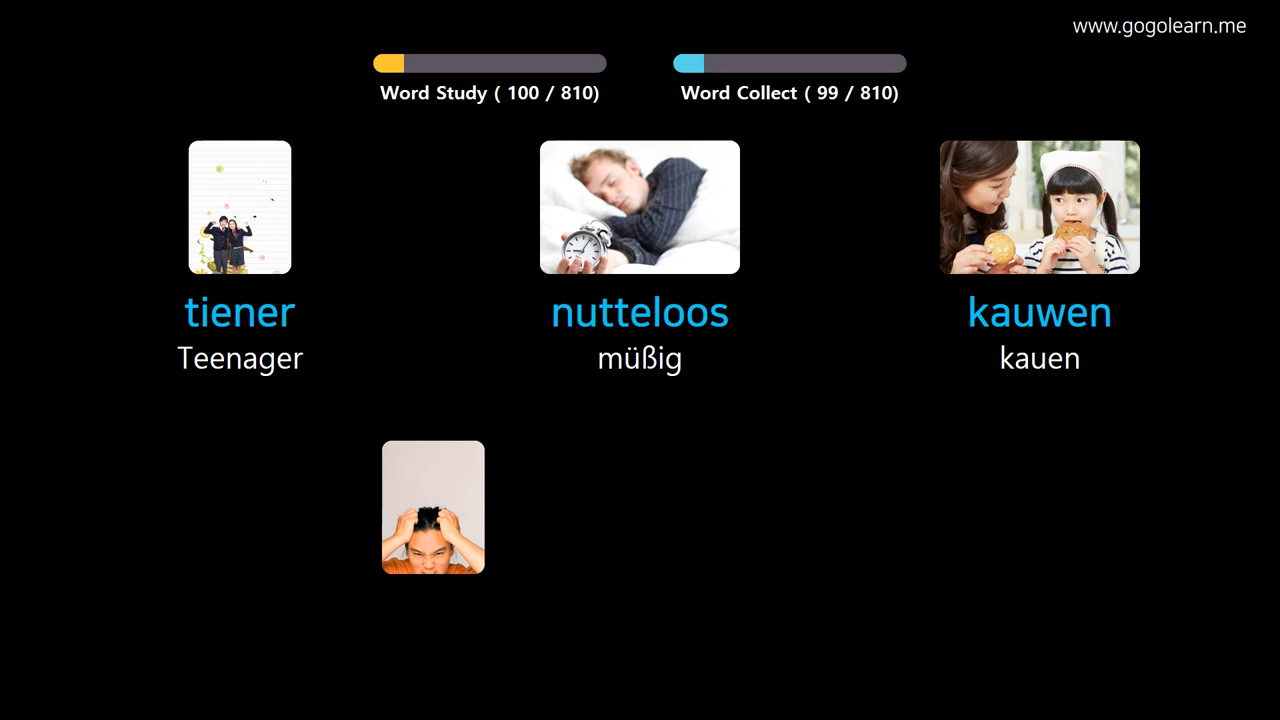 www.gogolearn.me
Word Study ( 100 / 810)
Word Collect ( 99 / 810)
tiener
nutteloos
kauwen
Teenager
müßig
kauen